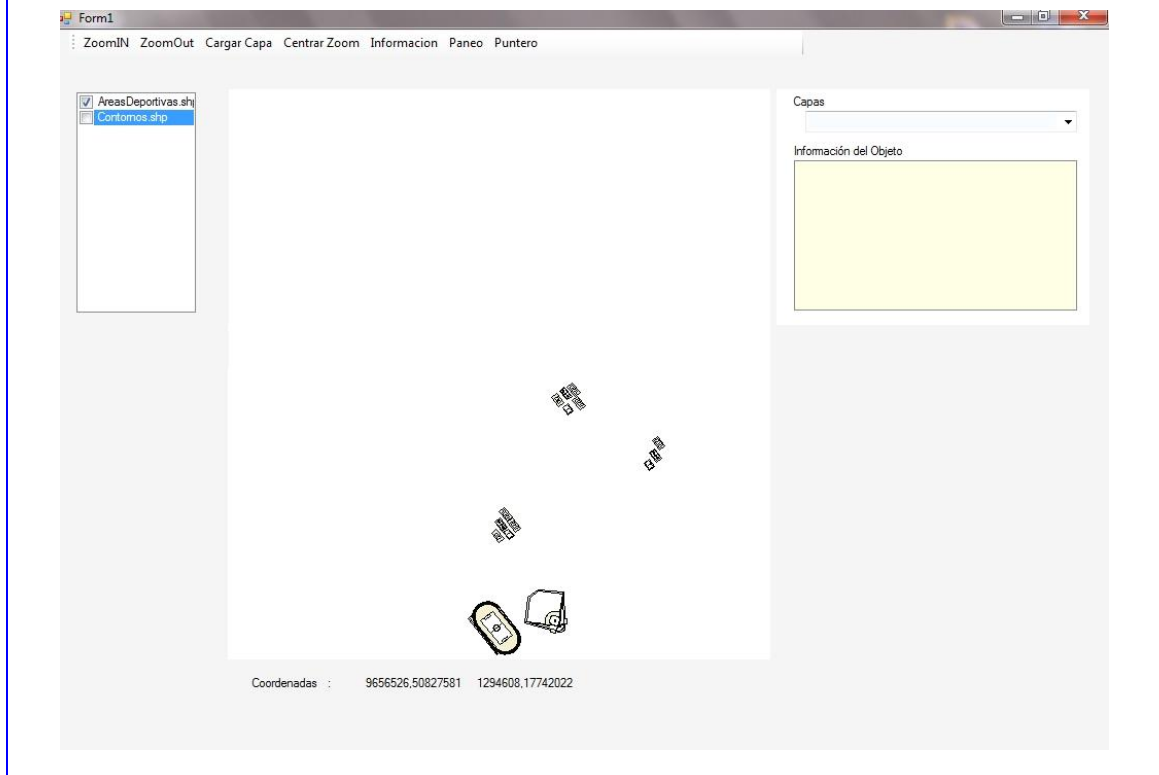 Form1
ZoomIN ZoomOut Cargar Capa Centrar Zoom Informacion Paneo Puntero
AreasDeportivas.shp
Contornos.shp
Capas
Información del Objeto
Coordenadas : 9656526,50827581 1294608,17742022